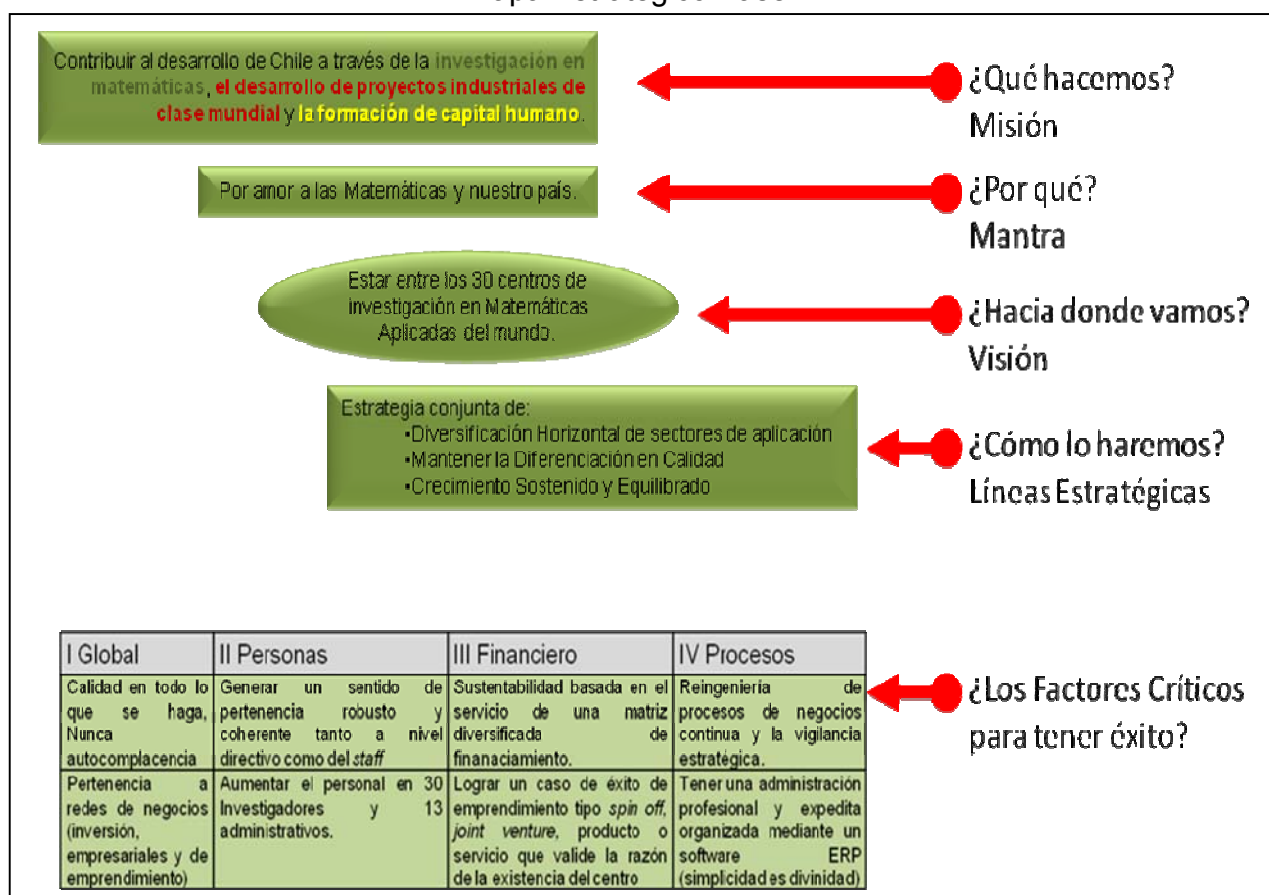 Contribuir al desarrollo de Chile a través de la investigación en
matemáticas, el desarrollo de proyectos industriales de
clase mundial y la formación de capital humano.
¿Qué hacemos?
Misión
Por amor a las Matemáticas y nuestro país.
¿Por qué?
Mantra
Estar entre los 30 centros de
investigación en Matemáticas
Aplicadas del mundo.
¿Hacia donde vamos?
Visión
Estrategia conjunta de:
•Diversificación Horizontal de sectores de aplicación
•Mantener la Diferenciación en Calidad
•Crecimiento Sostenido y Equilibrado
¿Cómo lo haremos?
Líneas Estratégicas
I Global
II Personas
III Financiero
IV Procesos
Calidad en todo lo
que se haga,
Nunca
autocomplacencia
Generar un sentido de
pertenencia robusto y
coherente tanto a nivel
directivo como del staff
Sustentabilidad basada en el
servicio de una matriz
diversificada de
finanaciamiento.
Reingeniería de
procesos de negocios
continua y la vigilancia
estratégica.
Pertenencia a
redes de negocios
(inversión,
empresariales y de
emprendimiento)
Aumentar el personal en 30
Investigadores y 13
administrativos.
Lograr un caso de éxito de
emprendimiento tipo spin off,
joint venture, producto o
servicio que valide la razón
de la existencia del centro
Tener una administración
profesional y expedita
organizada mediante un
software ERP
(simplicidad es divinidad)
¿Los Factores Críticos
para tener éxito?